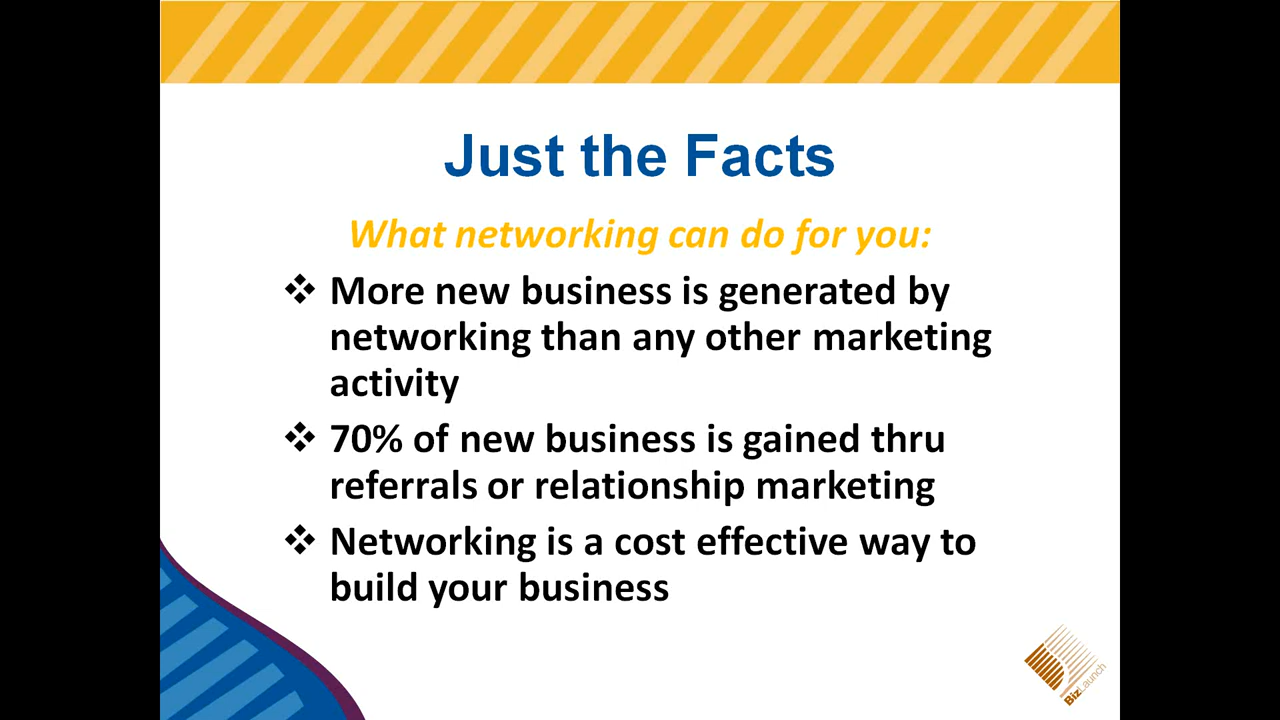 Just the Facts
What networking can do for you:
❖ More new business is generated by
networking than any other marketing
activity
❖ 70% of new business is gained thru
referrals or relationship marketing
❖ Networking is a cost effective way to
build your business
BizLaunch